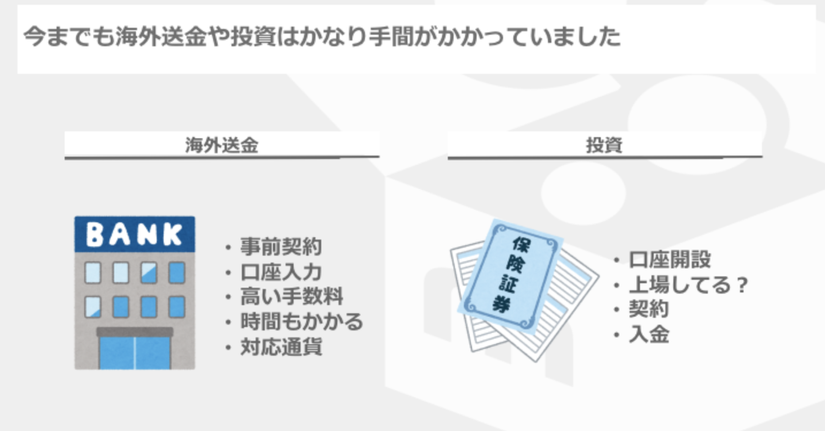 今までも海外送金や投資はかなり手間がかかっていました
海外送金
BANK
・事前契約
・口座入力
・高い手数料
・時間もかかる
・対応通貨
投資
保険証券
・口座開設
・上場してる？
・契約
・入金